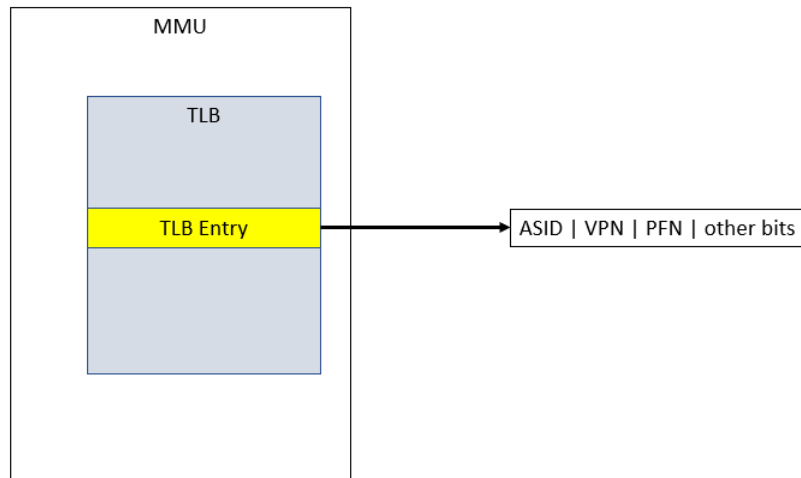 MMU
TLB
TLB Entry
ASID | VPN | PFN | other bits